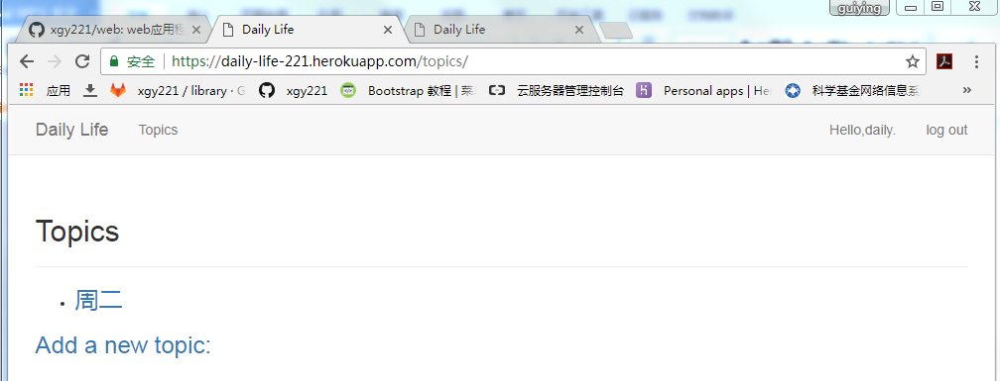 guiying
xgy221/web: web应用程
Daily Life
Daily Life
安全
https://daily-life-221.herokuapp.com/topics/
应用
xgy221 / library · G
xgy221
Bootstrap 教程 | 菜
云服务器管理控制台
Personal apps | He
科学基金网络信息系
»
Daily Life
Topics
Hello,daily.
log out
Topics
周二
Add a new topic: